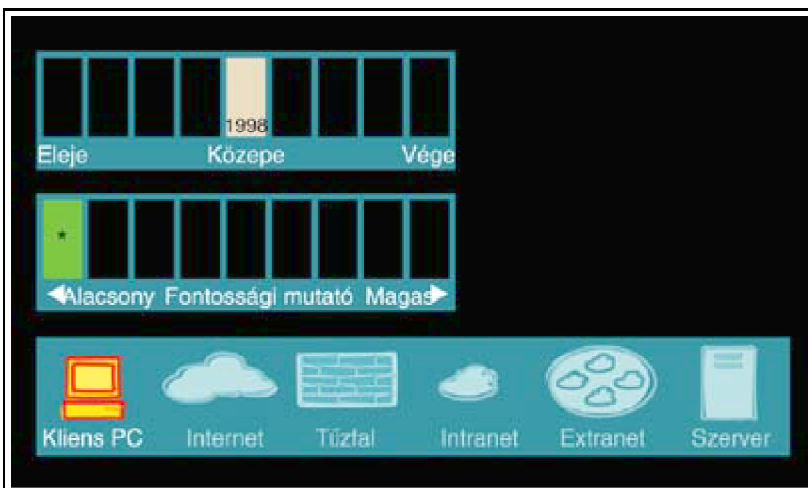 1998
Eleje Közepe Vége
*
Alacsony Fontossági mutató Magas
Kliens PC Internet Tűzfal Intranet Extranet Szerver